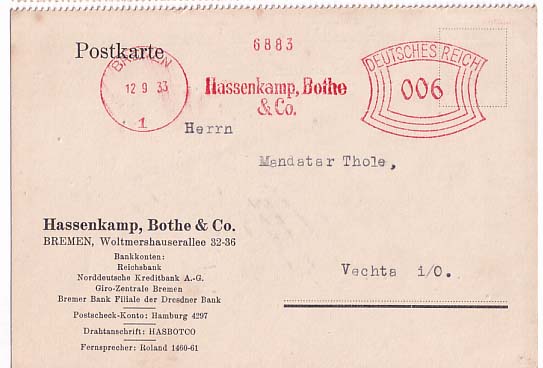 6883
Postkarte
DEUTSCHES REICH
BREMEN
12 9 33
1
Hassenkamp, Bothe
& Co.
006
Herrn
Mandatar Thole,
Hassenkamp, Bothe & Co.
BREMEN, Woltmershauserallee 32-36
Bankkonten:
Reichsbank
Norddeutsche Kreditbank A.-G.
Giro-Zentrale Bremen
Bremer Bank Filiale der Dresdner Bank
Vechta i/O.
Postscheck-Konto: Hamburg 4297
Drahtanschrift: HASBOTCO
Fernsprecher: Roland 1460-61